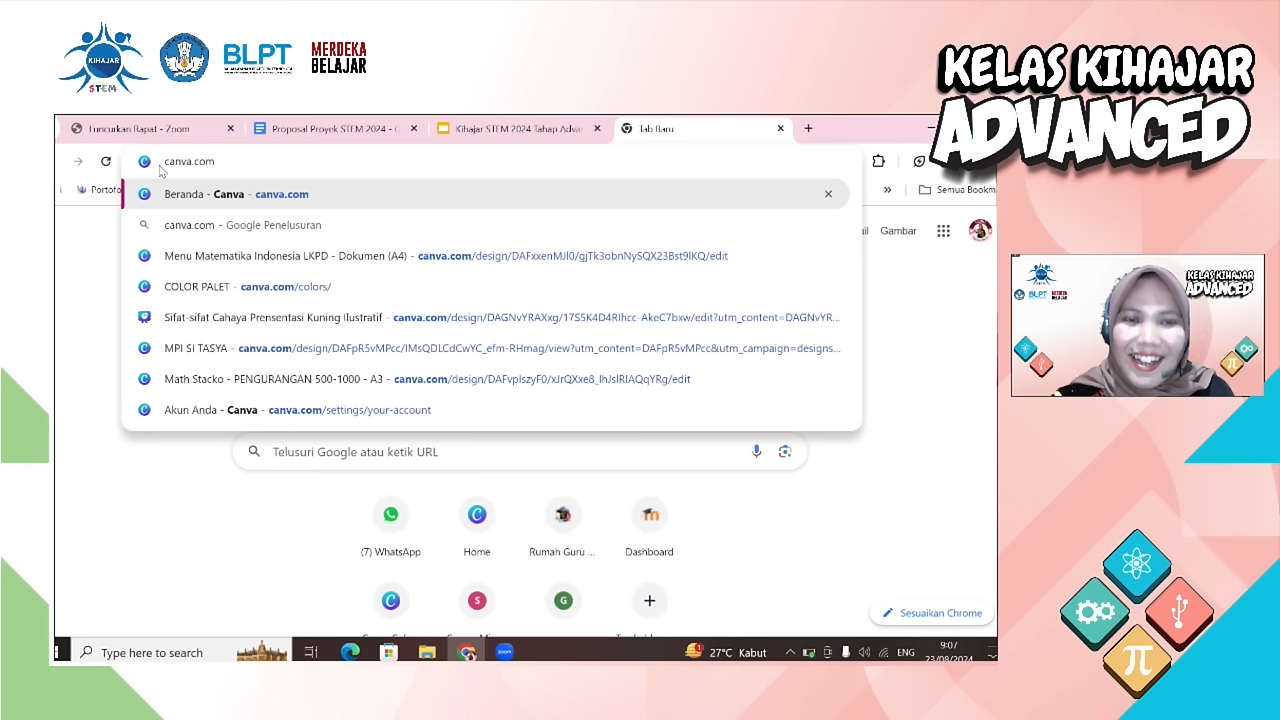 KIHAJAR
STEM
BLPT
MERDEKA
BELAJAR
KELAS KIHAJAR
ADVANCED
Luncurkan Rapat - Zoom
Proposal Proyek STEM 2024 -
Kihajar STEM 2024 Tahap Adva
Tab Baru
canva.com
Portofo
Semua Bookm
Beranda - Canva - canva.com
canva.com - Google Penelusuran
Gambar
Menu Matematika Indonesia LKPD - Dokumen (A4) - canva.com/design/DAFxxenMJl0/gjTk3obnNySQX23Bst9lKQ/edit
COLOR PALET - canva.com/colors/
Sifat-sifat Cahaya Prensentasi Kuning Ilustratif - canva.com/design/DAGNvYRAXxg/17S5K4D4RIhcc-AkeC7bxw/edit?utm_content=DAGNvYR...
MPI SI TASYA - canva.com/design/DAFpR5vMPcc/IMsQDLCdCwYC_efm-RHmag/view?utm_content=DAFpR5vMPcc&utm_campaign=designs...
Math Stacko - PENGURANGAN 500-1000 - A3 - canva.com/design/DAFvplszyF0/xJrQXxe8_IhJslRIAQqYRg/edit
Akun Anda - Canva - canva.com/settings/your-account
Telusuri Google atau ketik URL
(7) WhatsApp
Home
Rumah Guru ...
Dashboard
S
G
Sesuaikan Chrome
Type here to search
zoom
27°C Kabut
ENG
9:07
23/08/2024
KELAS KIHAJAR
ADVANCED
BLPT
π
π